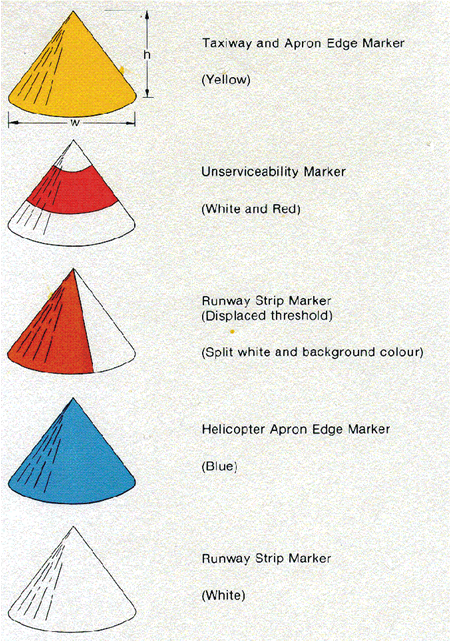 h
Taxiway and Apron Edge Marker
(Yellow)
w
Unserviceability Marker
(White and Red)
Runway Strip Marker
(Displaced threshold)
(Split white and background colour)
Helicopter Apron Edge Marker
(Blue)
Runway Strip Marker
(White)